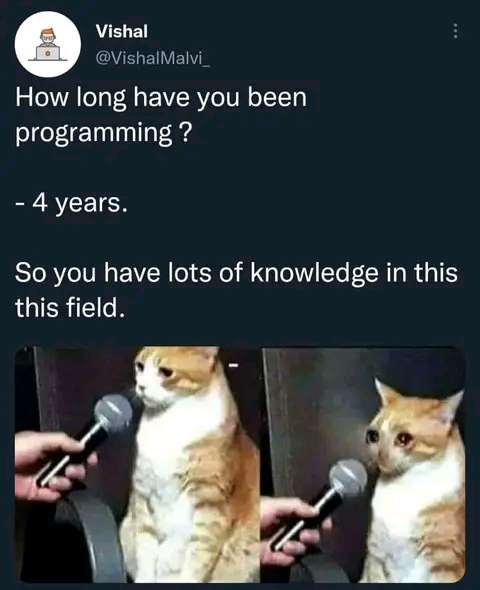 Vishal
@VishalMalvi_
How long have you been
programming ?
- 4 years.
So you have lots of knowledge in this
this field.
-